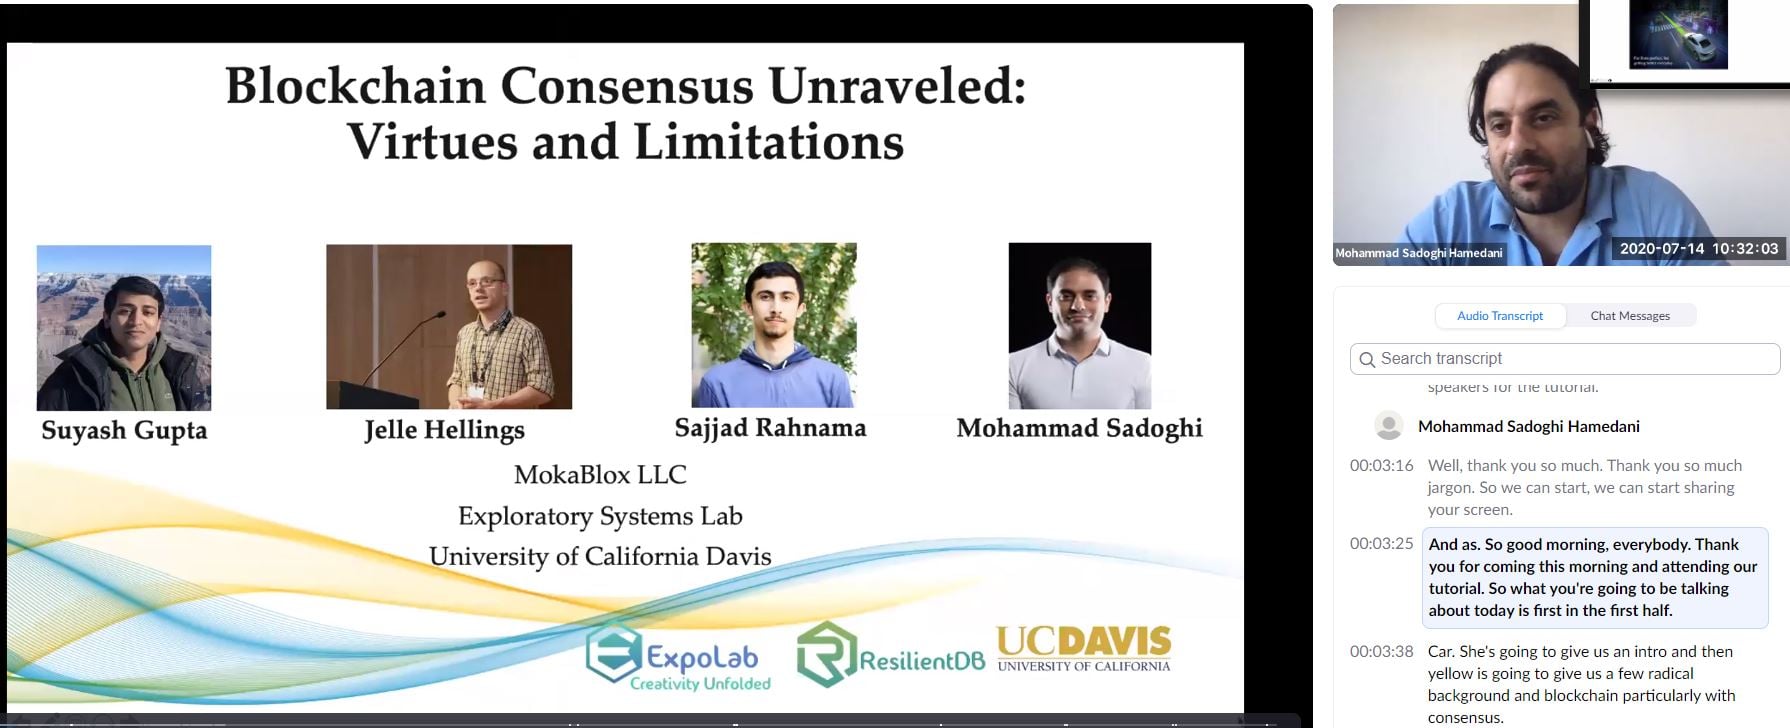 Blockchain Consensus Unraveled:
Virtues and Limitations
Suyash Gupta
Jelle Hellings
Sajjad Rahnama
Mohammad Sadoghi
MokaBlox LLC
Exploratory Systems Lab
University of California Davis
ExpoLab
Creativity Unfolded
ResilientDB
UCDAVIS
UNIVERSITY OF CALIFORNIA
Mohammad Sadoghi Hamedani
2020-07-14 10:32:03
Audio Transcript
Chat Messages
Search transcript
speakers for the tutorial.
Mohammad Sadoghi Hamedani
00:03:16 Well, thank you so much. Thank you so much
jargon. So we can start, we can start sharing
your screen.
00:03:25 And as. So good morning, everybody. Thank
you for coming this morning and attending our
tutorial. So what you're going to be talking
about today is first in the first half.
00:03:38 Car. She's going to give us an intro and then
yellow is going to give us a few radical
background and blockchain particularly with
consensus.